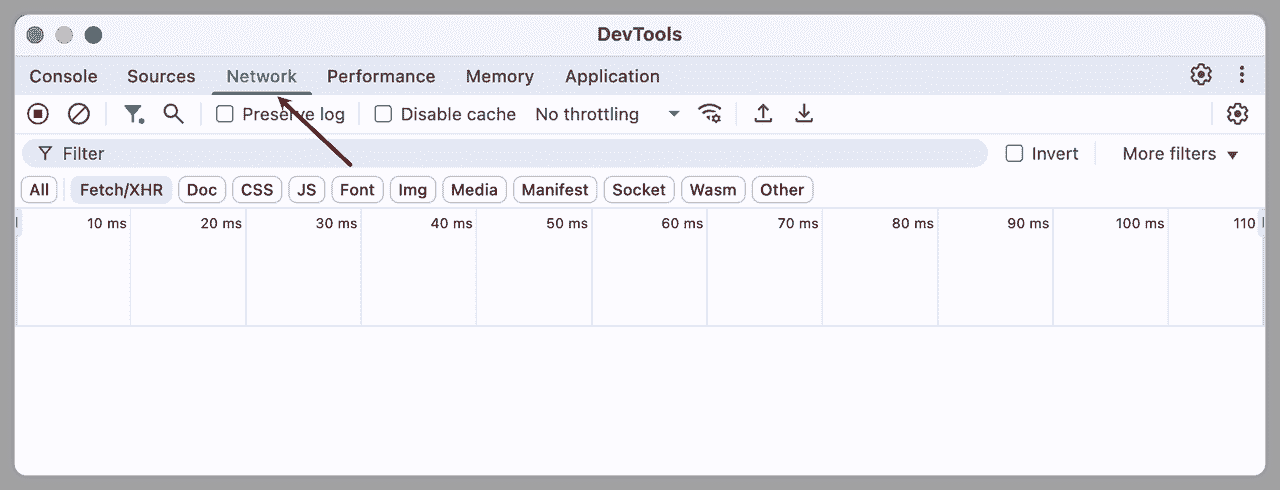 DevTools
Console Sources Network Performance Memory Application
Preserve log Disable cache No throttling
Filter Invert More filters
All Fetch/XHR Doc CSS JS Font Img Media Manifest Socket Wasm Other
10 ms 20 ms 30 ms 40 ms 50 ms 60 ms 70 ms 80 ms 90 ms 100 ms 110